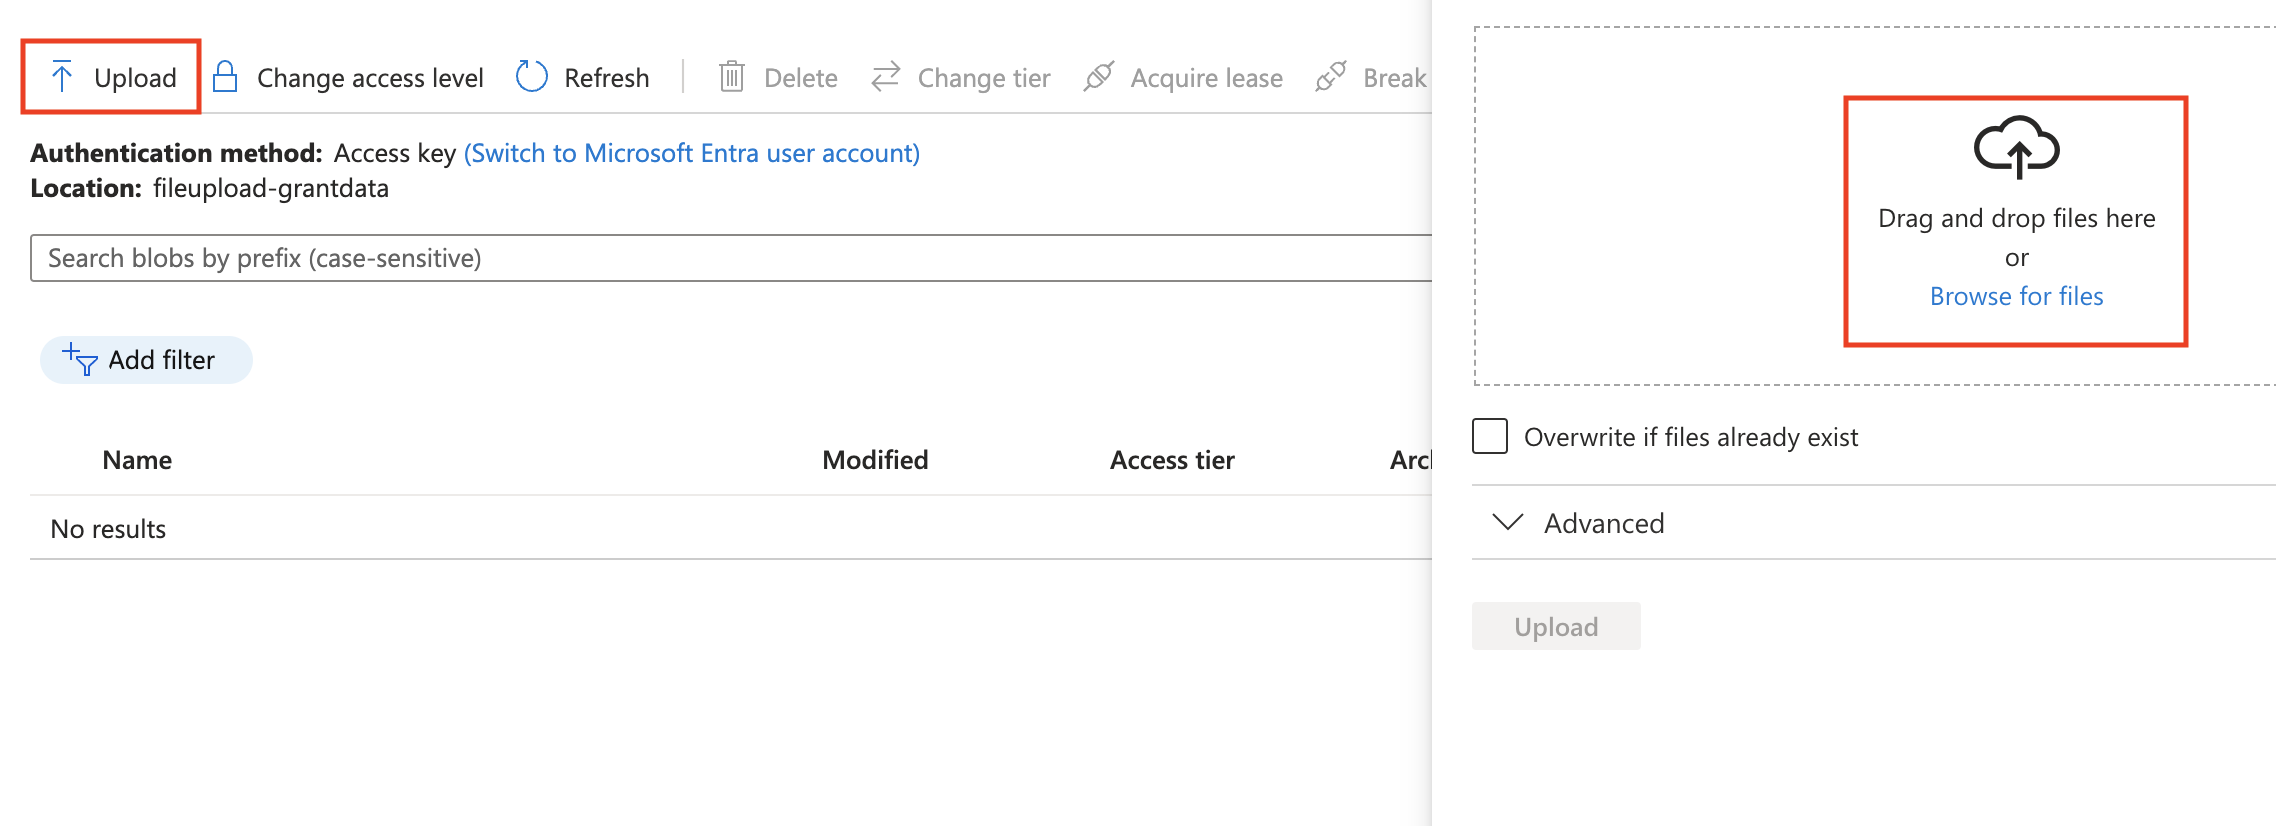 Upload Change access level Refresh Delete Change tier Acquire lease Break
Authentication method: Access key (Switch to Microsoft Entra user account)
Location: fileupload-grantdata
Search blobs by prefix (case-sensitive)
Add filter
Name Modified Access tier
No results
Drag and drop files here
or
Browse for files
Overwrite if files already exist
Advanced
Upload